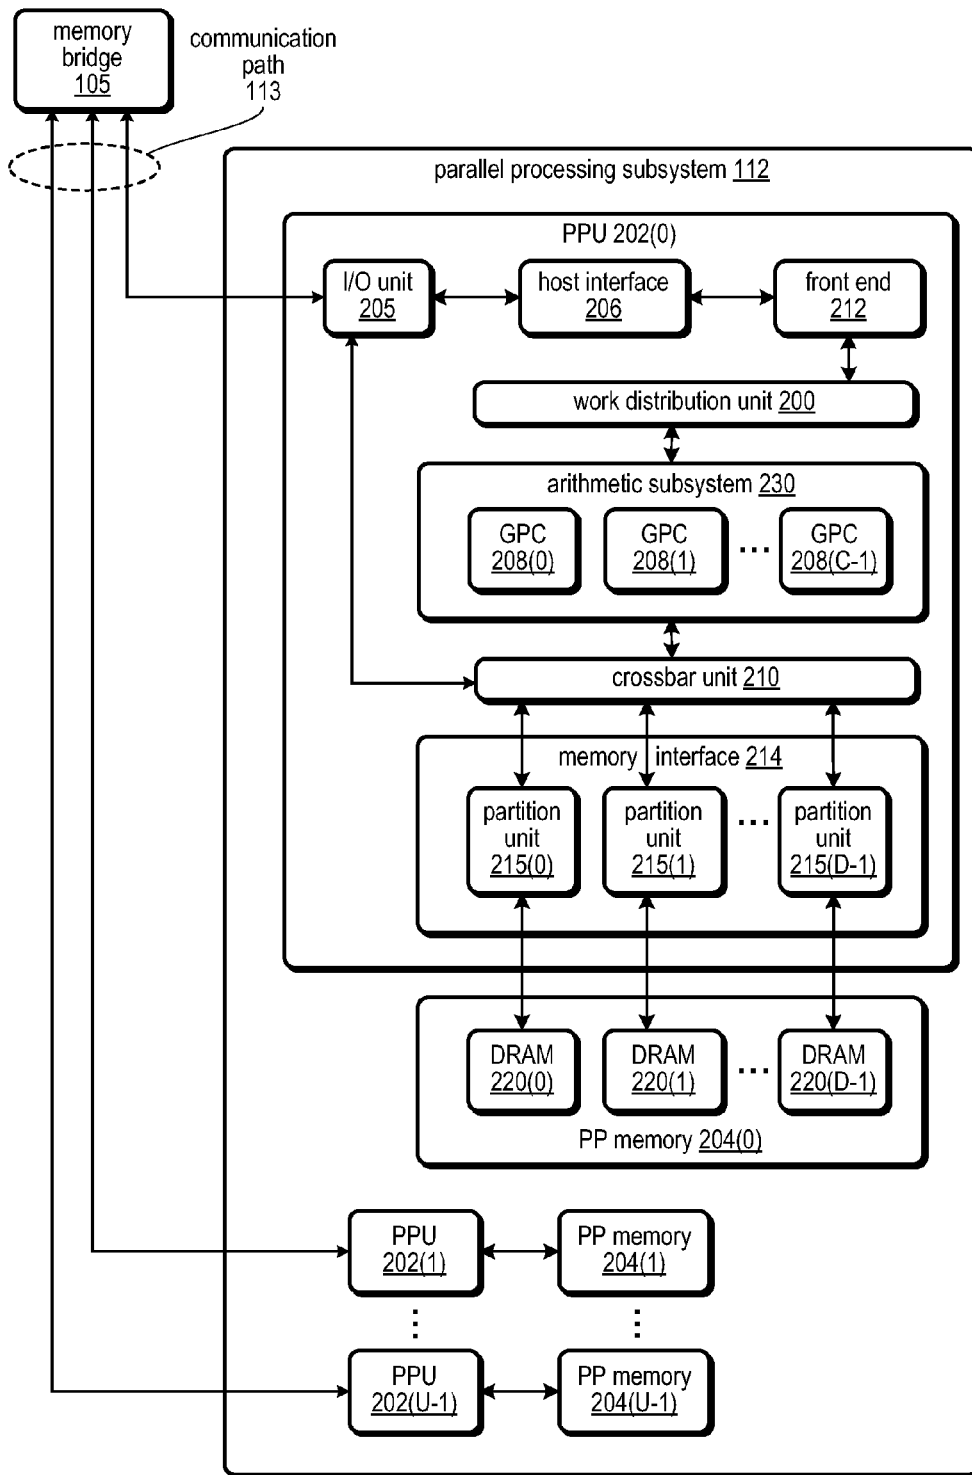 memory
bridge
105
communication
path
113
parallel processing subsystem 112
PPU 202(0)
I/O unit
205
host interface
206
front end
212
work distribution unit 200
arithmetic subsystem 230
GPC
208(0)
GPC
208(1)
...
GPC
208(C-1)
crossbar unit 210
memory interface 214
partition
unit
215(0)
partition
unit
215(1)
...
partition
unit
215(D-1)
DRAM
220(0)
DRAM
220(1)
...
DRAM
220(D-1)
PP memory 204(0)
PPU
202(1)
PP memory
204(1)
PPU
202(U-1)
PP memory
204(U-1)